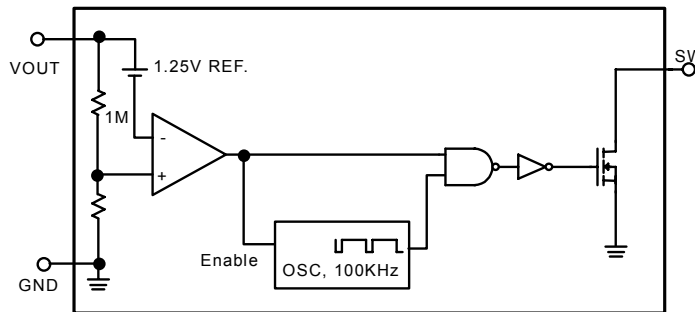 VOUT
1.25V REF.
SW
1M
-
+
Enable
OSC, 100KHz
GND